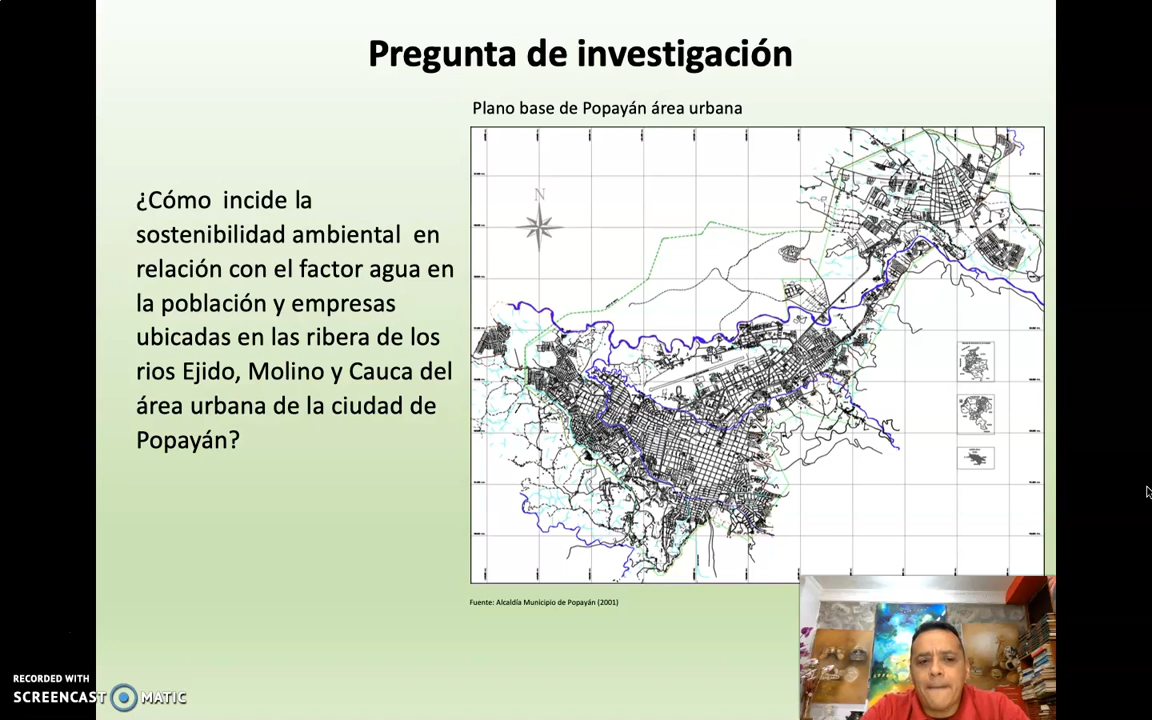 Pregunta de investigación
Plano base de Popayán área urbana
¿Cómo incide la
sostenibilidad ambiental en
relación con el factor agua en
la población y empresas
ubicadas en las ribera de los
rios Ejido, Molino y Cauca del
área urbana de la ciudad de
Popayán?
N
Fuente: Alcaldía Municipio de Popayán (2001)
RECORDED WITH
SCREENCAST MATIC